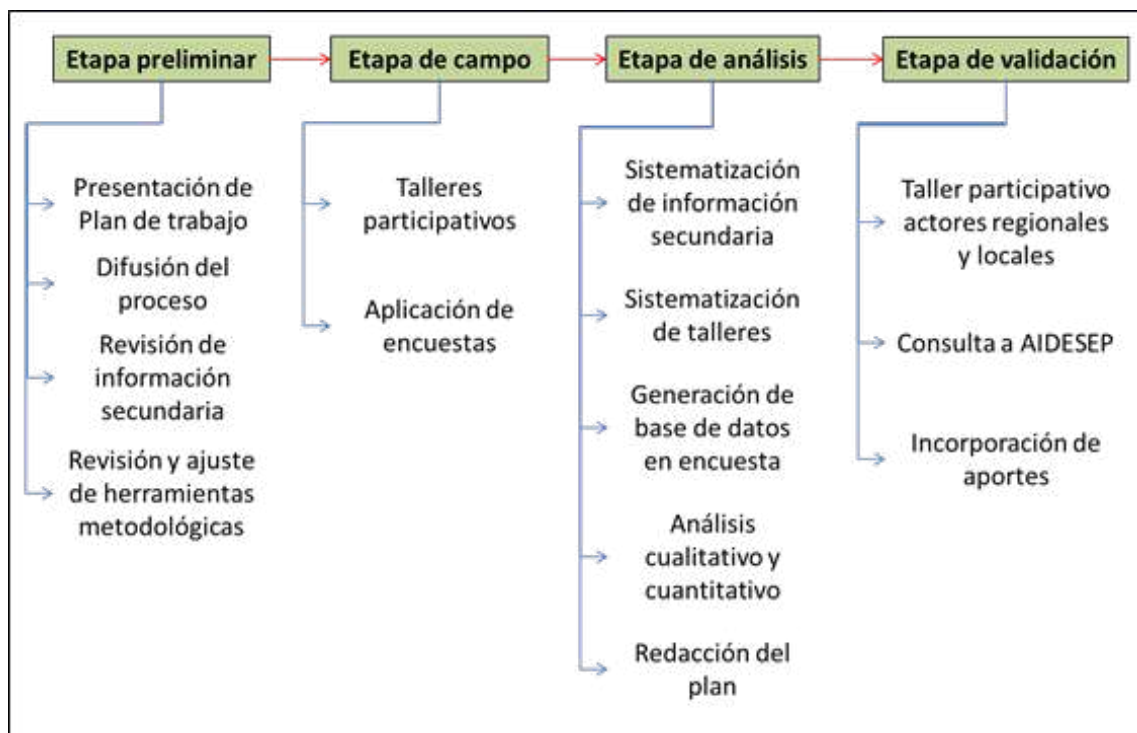 Etapa preliminar
Etapa de campo
Etapa de análisis
Etapa de validación
Presentación de
Plan de trabajo
Difusión del
proceso
Revisión de
información
secundaria
Revisión y ajuste
de herramientas
metodológicas
Talleres
participativos
Aplicación de
encuestas
Sistematización
de información
secundaria
Sistematización
de talleres
Generación de
base de datos
en encuesta
Análisis
cualitativo y
cuantitativo
Redacción del
plan
Taller participativo
actores regionales
y locales
Consulta a AIDESEP
Incorporación de
aportes